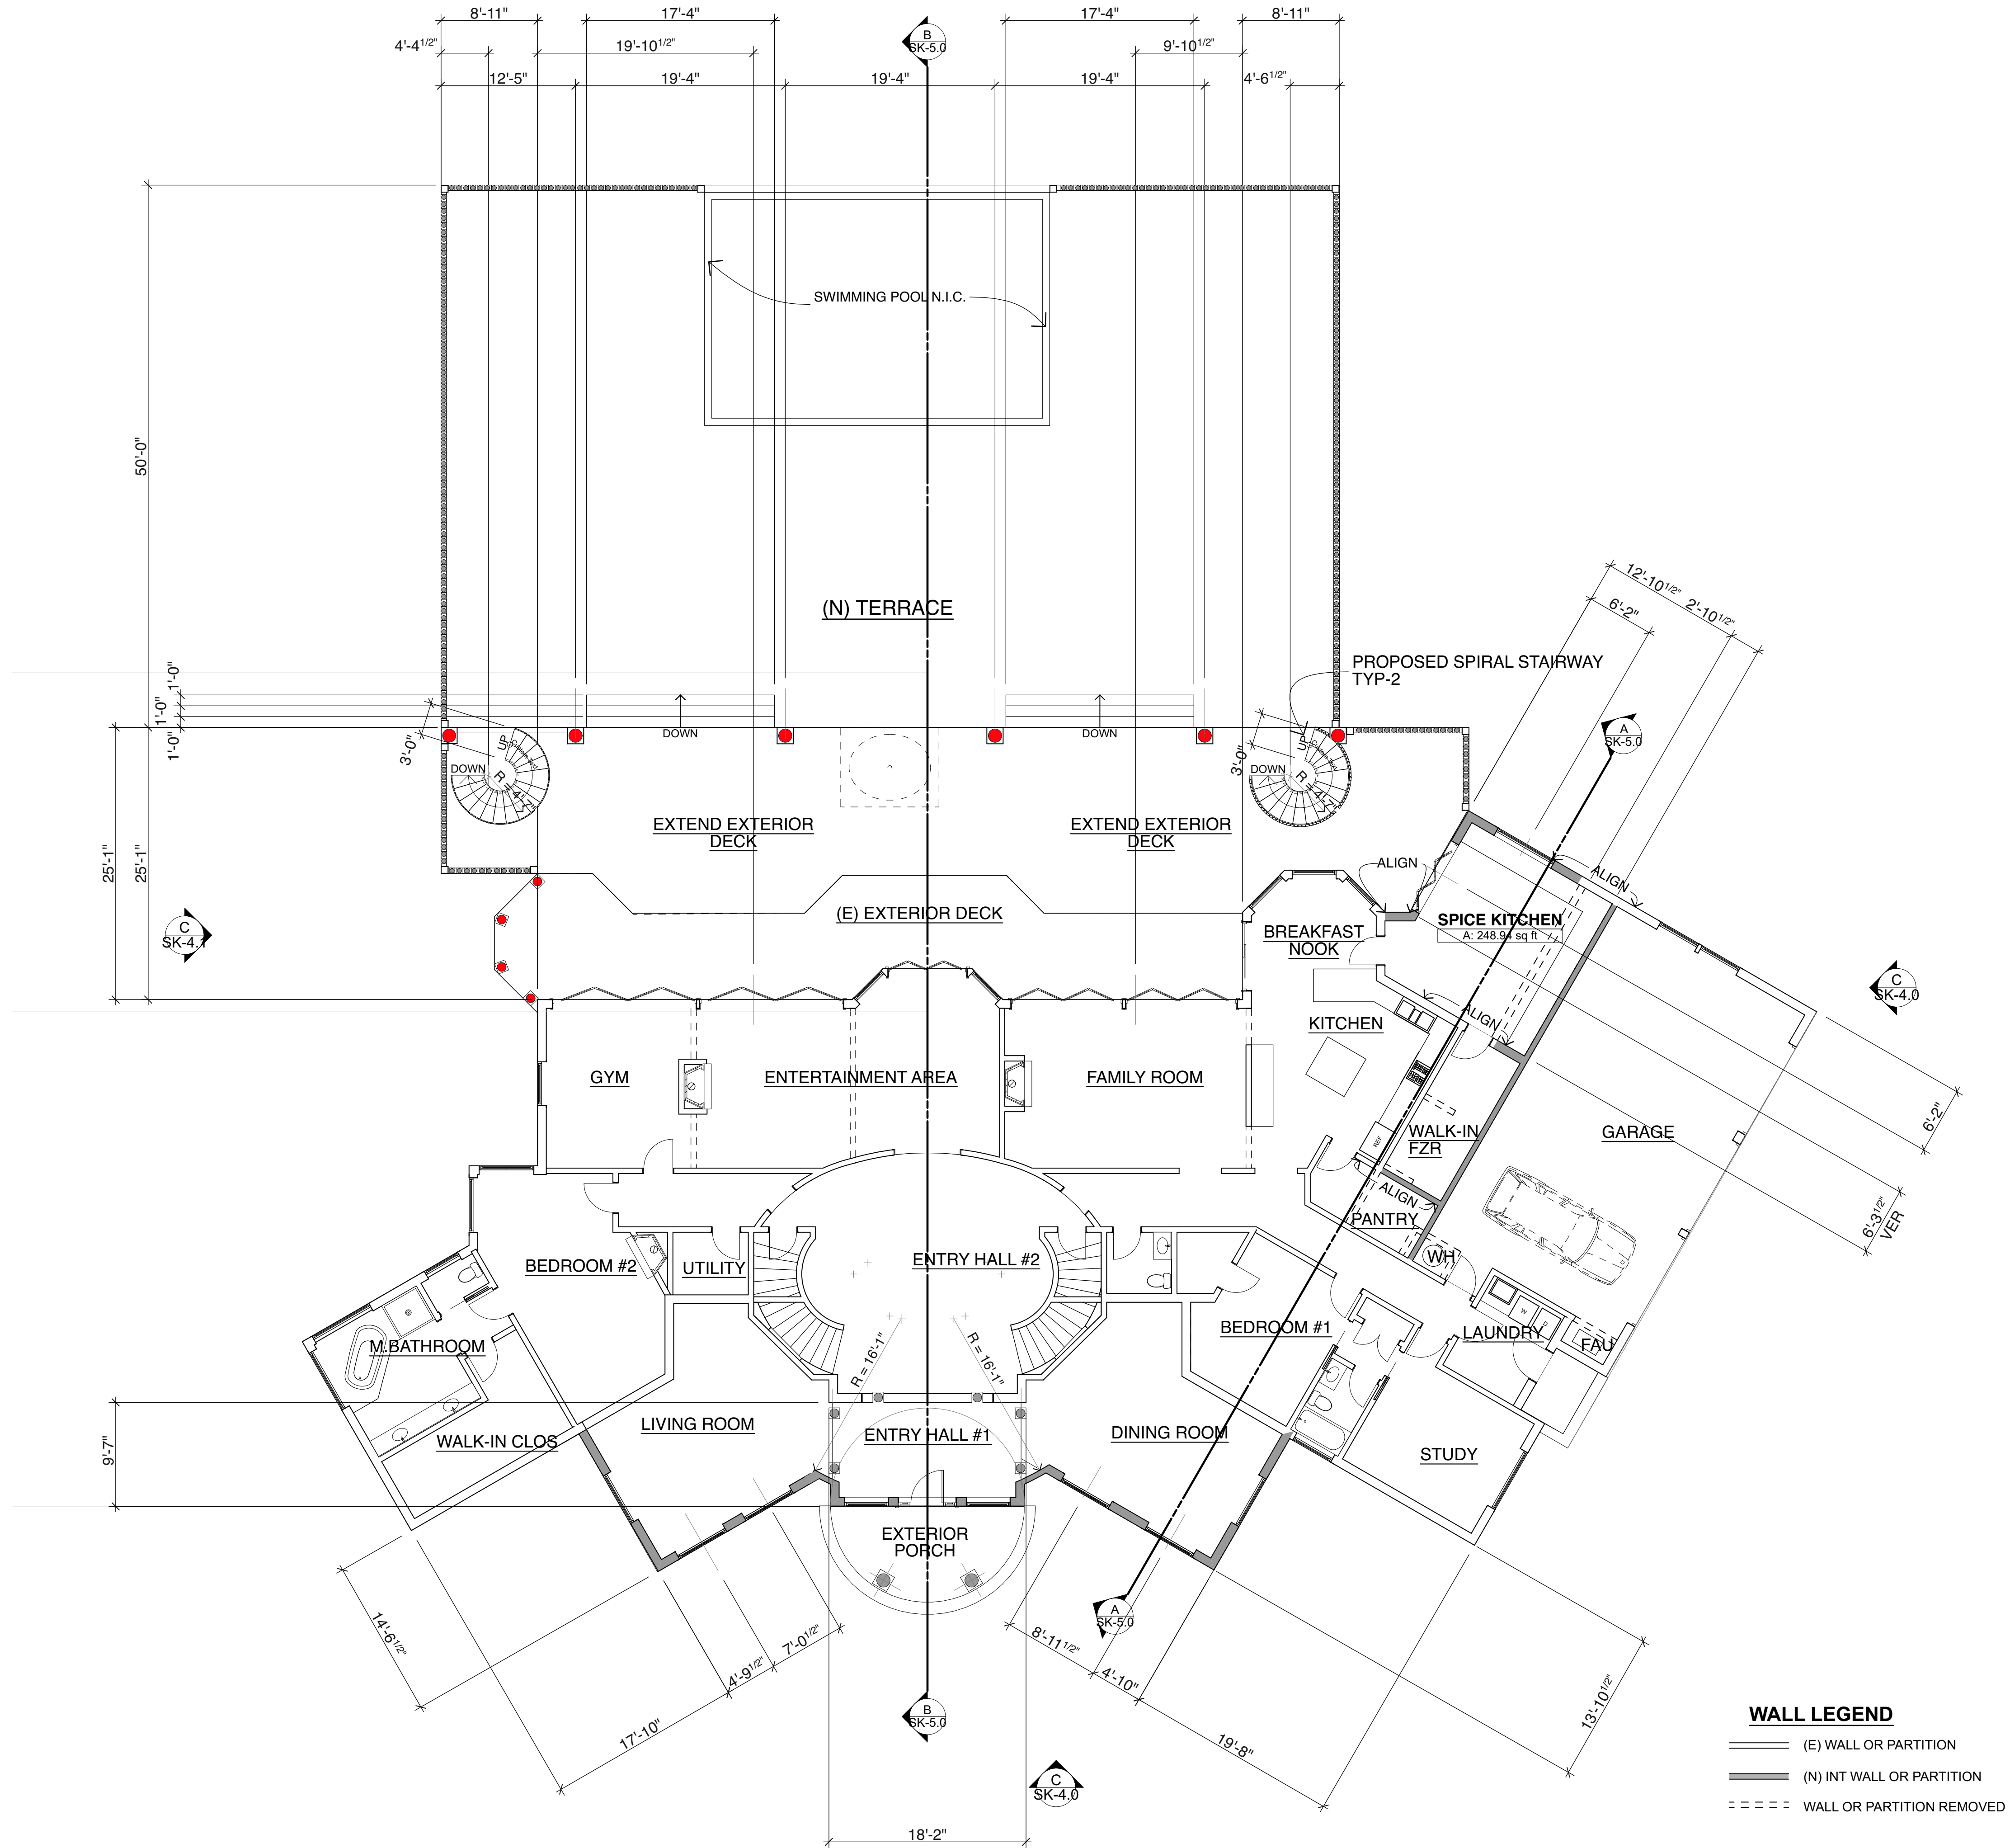 8'-11"
17'-4"
17'-4"
8'-11"
B
SK-5.0
4'-4 1/2"
19'-10 1/2"
9'-10 1/2"
12'-5"
19'-4"
19'-4"
19'-4"
4'-6 1/2"
SWIMMING POOL N.I.C.
50'-0"
(N) TERRACE
12'-10 1/2"
2'-10 1/2"
6'-2"
PROPOSED SPIRAL STAIRWAY
TYP-2
1'-0"
1'-0"
1'-0"
3'-0"
UP
DOWN
R = 4'-7"
DOWN
DOWN
3'-0"
UP
DOWN
R = 4'-7"
A
SK-5.0
EXTEND EXTERIOR
DECK
EXTEND EXTERIOR
DECK
25'-1"
25'-1"
ALIGN
ALIGN
(E) EXTERIOR DECK
C
SK-4.1
BREAKFAST
NOOK
SPICE KITCHEN
A: 248.94 sq ft
C
SK-4.0
KITCHEN
ALIGN
GYM
ENTERTAINMENT AREA
FAMILY ROOM
6'-2"
REF
WALK-IN
FZR
GARAGE
ALIGN
PANTRY
6'-3 1/2"
VER
WH
BEDROOM #2
UTILITY
ENTRY HALL #2
M.BATHROOM
R = 16'-1"
R = 16'-1"
BEDROOM #1
W
D
LAUNDRY
FAU
LIVING ROOM
ENTRY HALL #1
DINING ROOM
WALK-IN CLOS
STUDY
9'-7"
EXTERIOR
PORCH
A
SK-5.0
14'-6 1/2"
7'-0 1/2"
4'-9 1/2"
17'-10"
8'-11 1/2"
4'-10"
19'-8"
13'-10 1/2"
B
SK-5.0
C
SK-4.0
18'-2"
WALL LEGEND
(E) WALL OR PARTITION
(N) INT WALL OR PARTITION
WALL OR PARTITION REMOVED